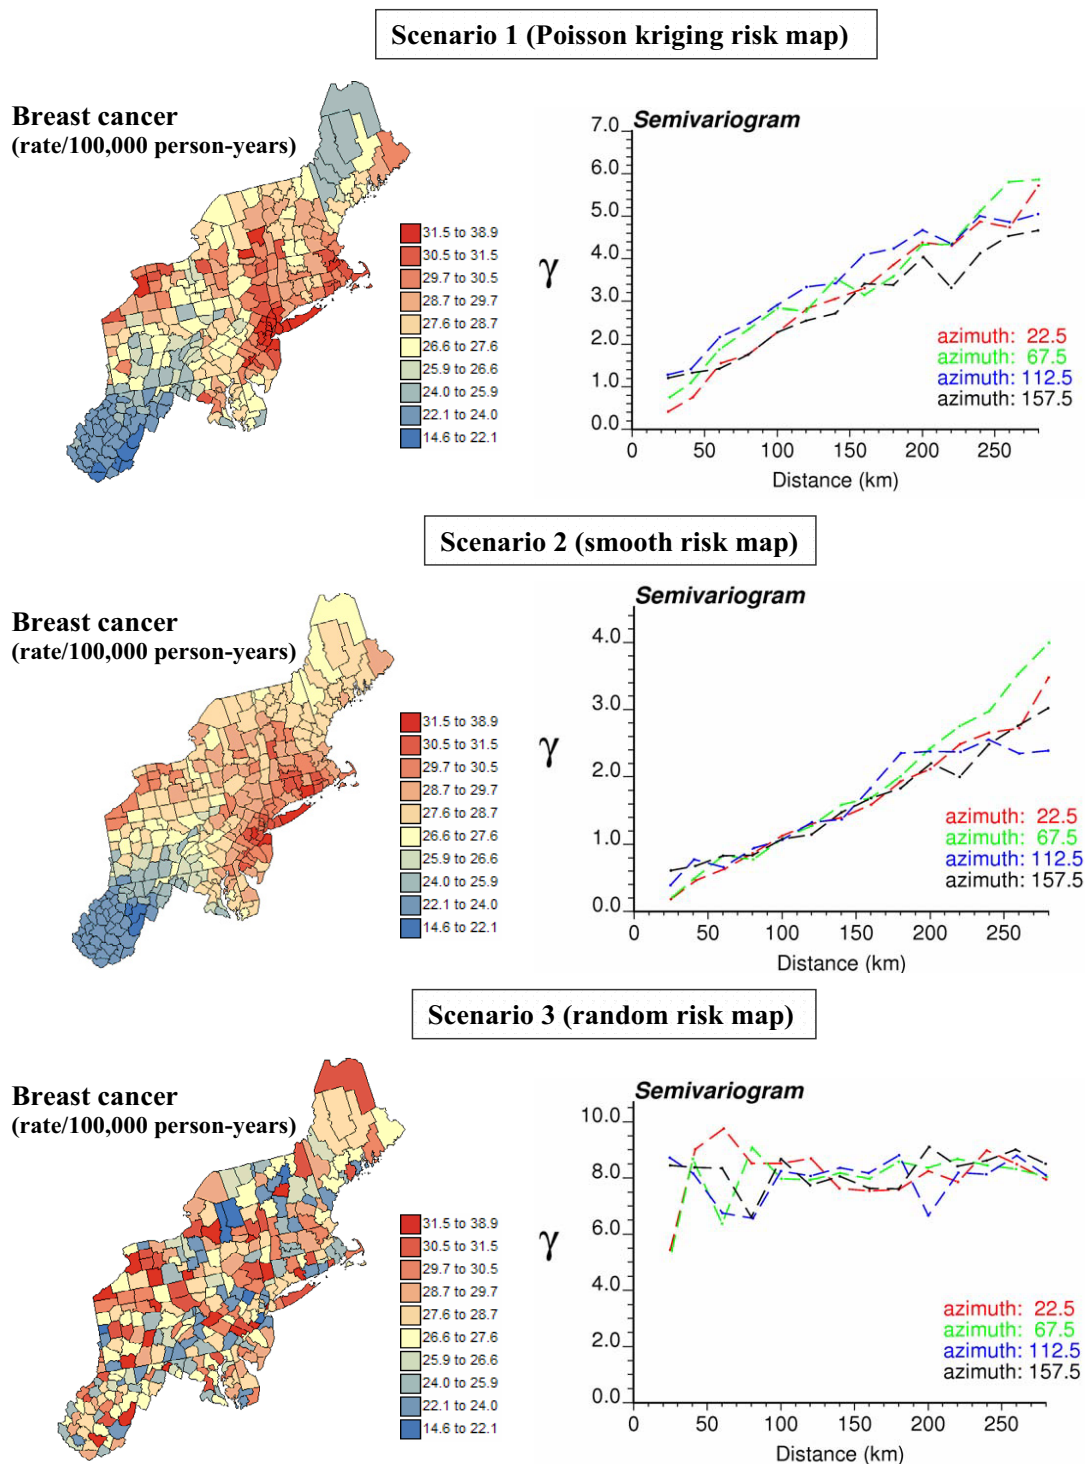 Scenario 1 (Poisson kriging risk map)
Breast cancer
(rate/100,000 person-years)
31.5 to 38.9
30.5 to 31.5
29.7 to 30.5
28.7 to 29.7
27.6 to 28.7
26.6 to 27.6
25.9 to 26.6
24.0 to 25.9
22.1 to 24.0
14.6 to 22.1
Semivariogram
7.0
6.0
5.0
4.0
3.0
2.0
1.0
0.0
γ
azimuth: 22.5
azimuth: 67.5
azimuth: 112.5
azimuth: 157.5
0 50 100 150 200 250
Distance (km)
Scenario 2 (smooth risk map)
Breast cancer
(rate/100,000 person-years)
31.5 to 38.9
30.5 to 31.5
29.7 to 30.5
28.7 to 29.7
27.6 to 28.7
26.6 to 27.6
25.9 to 26.6
24.0 to 25.9
22.1 to 24.0
14.6 to 22.1
Semivariogram
4.0
3.0
2.0
1.0
0.0
γ
azimuth: 22.5
azimuth: 67.5
azimuth: 112.5
azimuth: 157.5
0 50 100 150 200 250
Distance (km)
Scenario 3 (random risk map)
Breast cancer
(rate/100,000 person-years)
31.5 to 38.9
30.5 to 31.5
29.7 to 30.5
28.7 to 29.7
27.6 to 28.7
26.6 to 27.6
25.9 to 26.6
24.0 to 25.9
22.1 to 24.0
14.6 to 22.1
Semivariogram
10.0
8.0
6.0
4.0
2.0
0.0
γ
azimuth: 22.5
azimuth: 67.5
azimuth: 112.5
azimuth: 157.5
0 50 100 150 200 250
Distance (km)